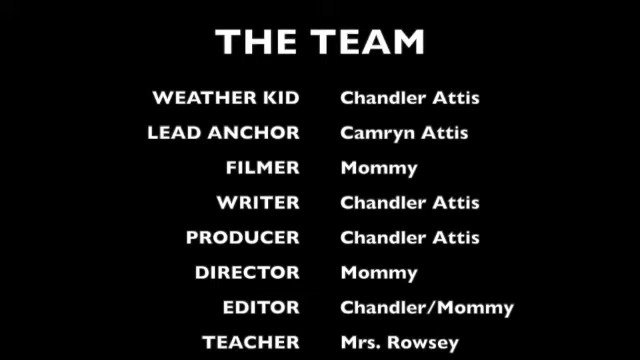 THE TEAM
WEATHER KID Chandler Attis
LEAD ANCHOR Camryn Attis
FILMER Mommy
WRITER Chandler Attis
PRODUCER Chandler Attis
DIRECTOR Mommy
EDITOR Chandler/Mommy
TEACHER Mrs. Rowsey